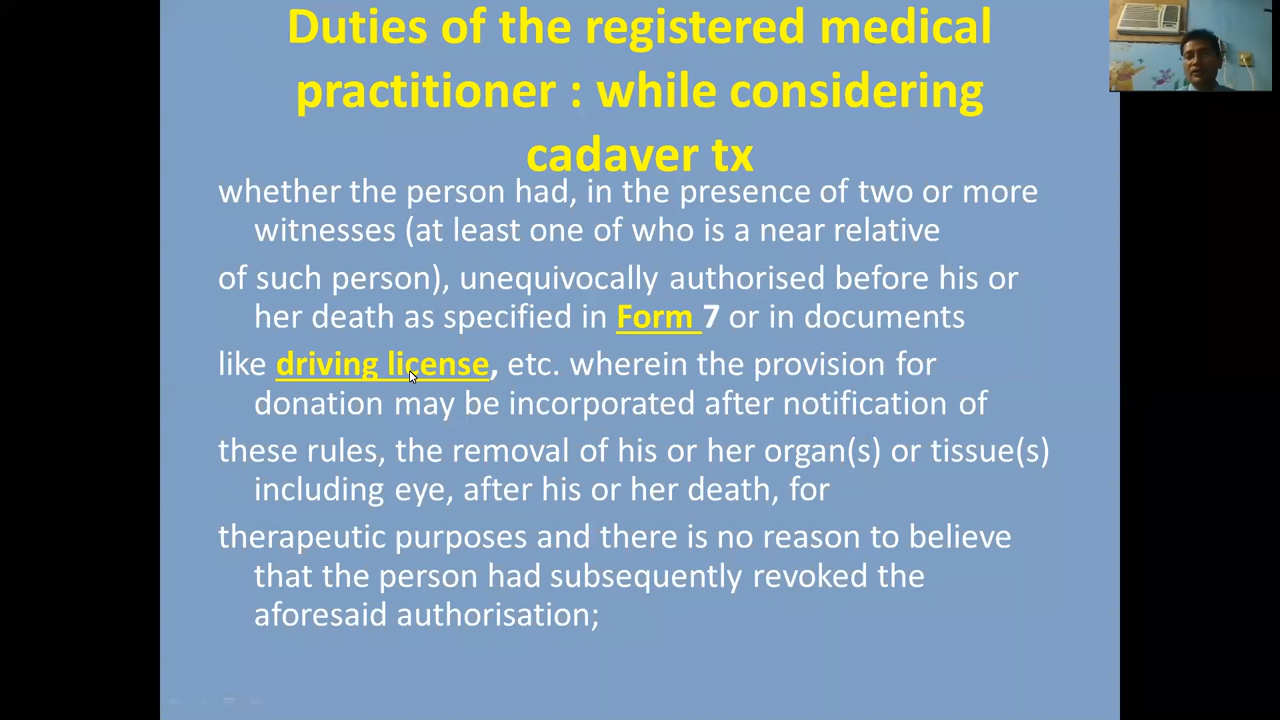 Duties of the registered medical
practitioner : while considering
cadaver tx
whether the person had, in the presence of two or more
witnesses (at least one of who is a near relative
of such person), unequivocally authorised before his or
her death as specified in Form 7 or in documents
like driving license, etc. wherein the provision for
donation may be incorporated after notification of
these rules, the removal of his or her organ(s) or tissue(s)
including eye, after his or her death, for
therapeutic purposes and there is no reason to believe
that the person had subsequently revoked the
aforesaid authorisation;